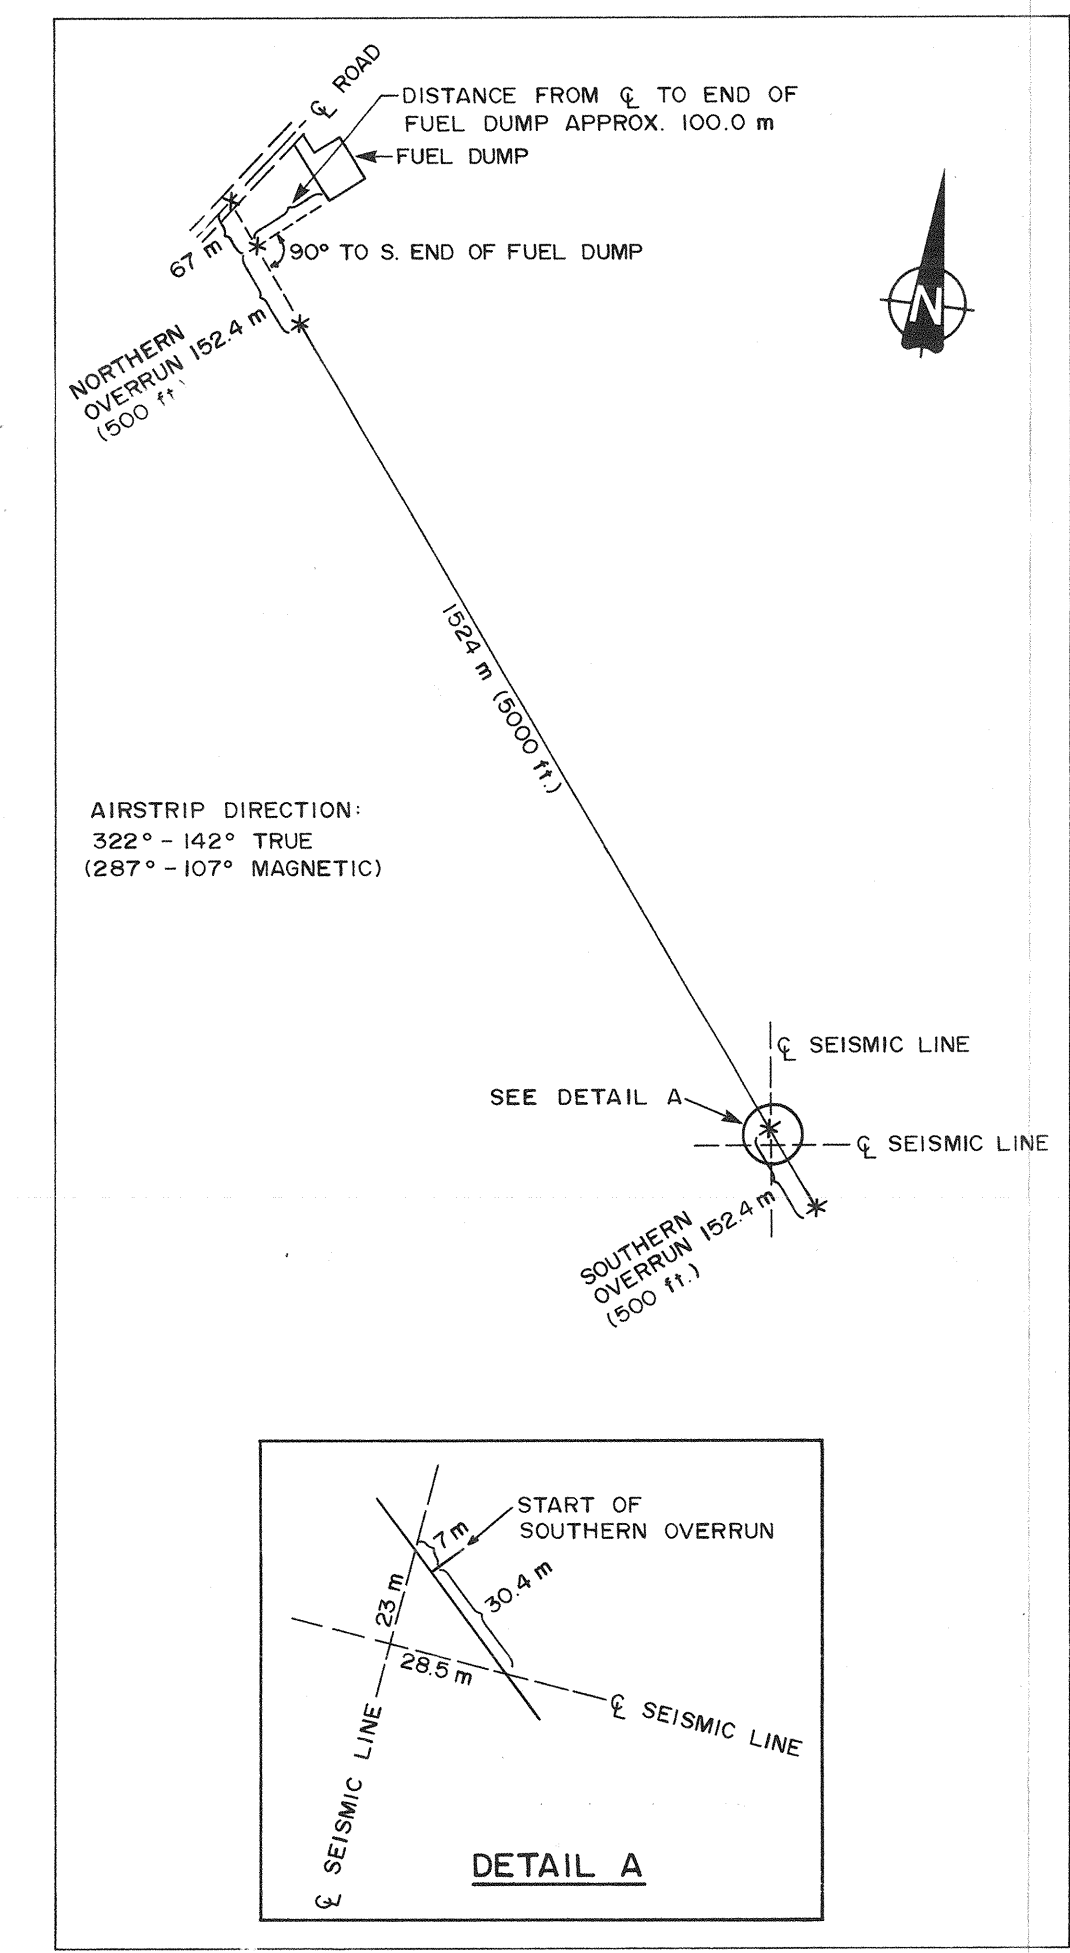 ℄ ROAD
DISTANCE FROM ℄ TO END OF
FUEL DUMP APPROX. 100.0 m
FUEL DUMP
67 m
90° TO S. END OF FUEL DUMP
N
NORTHERN
OVERRUN 152.4 m
(500 ft
1524 m (5000 ft.)
AIRSTRIP DIRECTION:
322° - 142° TRUE
(287° - 107° MAGNETIC)
℄ SEISMIC LINE
SEE DETAIL A
℄ SEISMIC LINE
SOUTHERN
OVERRUN 152.4 m
(500 ft.)
START OF
SOUTHERN OVERRUN
7 m
30.4 m
23 m
28.5 m
℄ SEISMIC LINE
℄ SEISMIC LINE
DETAIL A